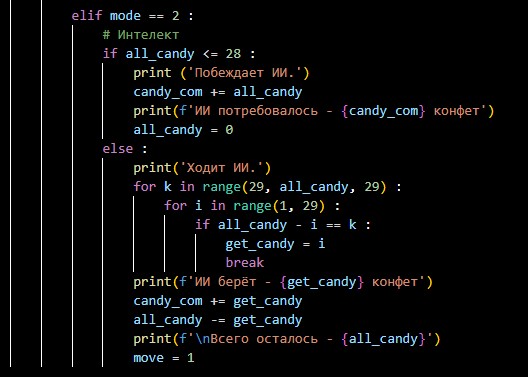 elif mode == 2 :
# Интелект
if all_candy <= 28 :
print ('Побеждает ИИ.')
candy_com += all_candy
print(f'ИИ потребовалось - {candy_com} конфет')
all_candy = 0
else :
print('Ходит ИИ.')
for k in range(29, all_candy, 29) :
for i in range(1, 29) :
if all_candy - i == k :
get_candy = i
break
print(f'ИИ берёт - {get_candy} конфет')
candy_com += get_candy
all_candy -= get_candy
print(f'\nВсего осталось - {all_candy}')
move = 1